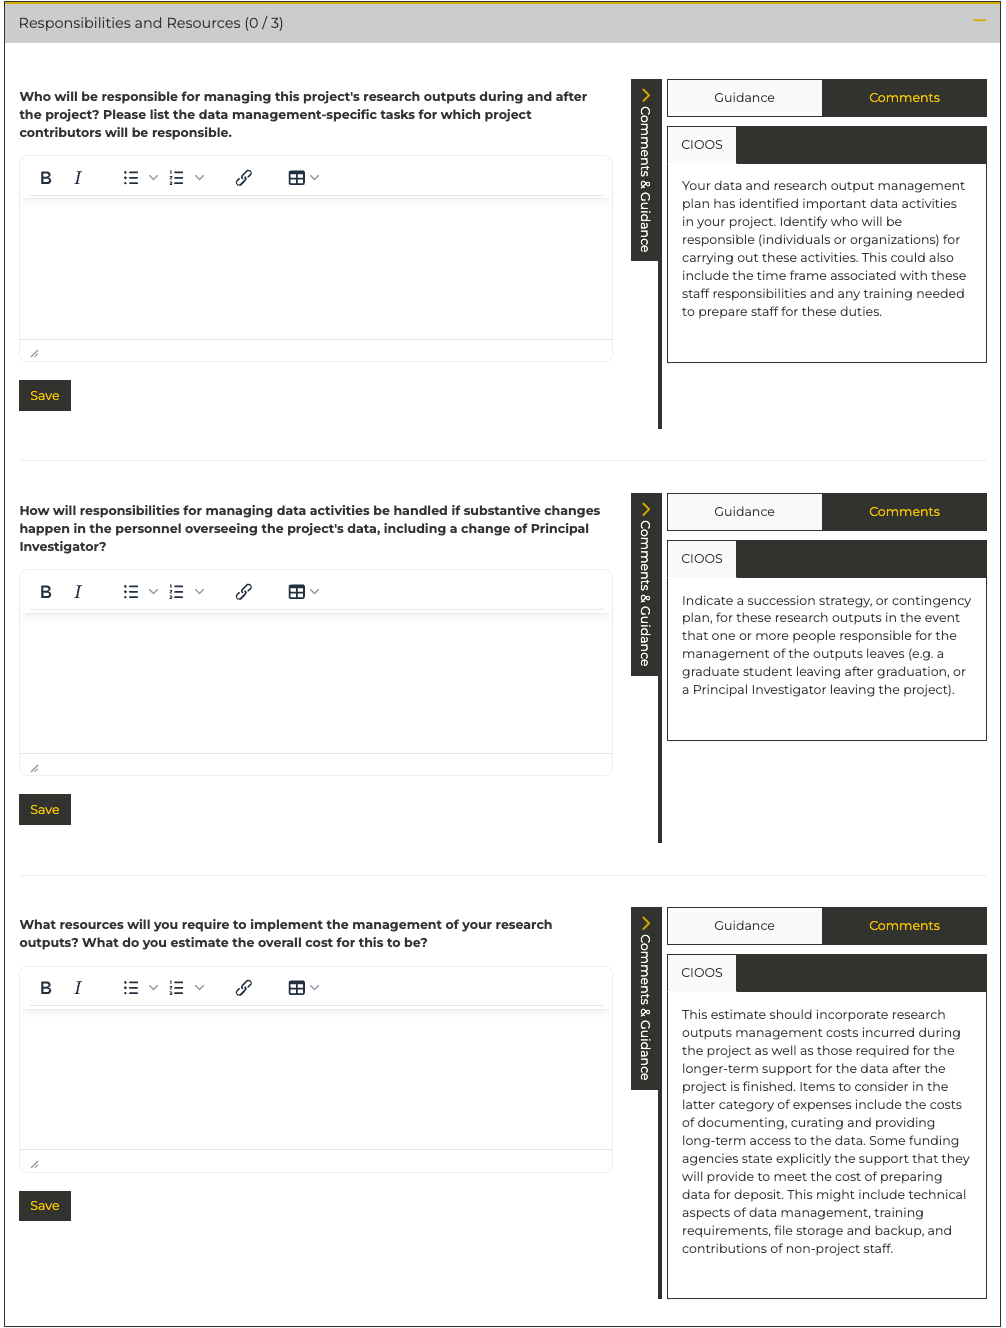 Responsibilities and Resources (0 / 3)
Who will be responsible for managing this project's research outputs during and after
the project? Please list the data management-specific tasks for which project
contributors will be responsible.
B I
Save
Comments & Guidance
Guidance
Comments
CIOOS
Your data and research output management
plan has identified important data activities
in your project. Identify who will be
responsible (individuals or organizations) for
carrying out these activities. This could also
include the time frame associated with these
staff responsibilities and any training needed
to prepare staff for these duties.
How will responsibilities for managing data activities be handled if substantive changes
happen in the personnel overseeing the project's data, including a change of Principal
Investigator?
B I
Save
Comments & Guidance
Guidance
Comments
CIOOS
Indicate a succession strategy, or contingency
plan, for these research outputs in the event
that one or more people responsible for the
management of the outputs leaves (e.g. a
graduate student leaving after graduation, or
a Principal Investigator leaving the project).
What resources will you require to implement the management of your research
outputs? What do you estimate the overall cost for this to be?
B I
Save
Comments & Guidance
Guidance
Comments
CIOOS
This estimate should incorporate research
outputs management costs incurred during
the project as well as those required for the
longer-term support for the data after the
project is finished. Items to consider in the
latter category of expenses include the costs
of documenting, curating and providing
long-term access to the data. Some funding
agencies state explicitly the support that they
will provide to meet the cost of preparing
data for deposit. This might include technical
aspects of data management, training
requirements, file storage and backup, and
contributions of non-project staff.